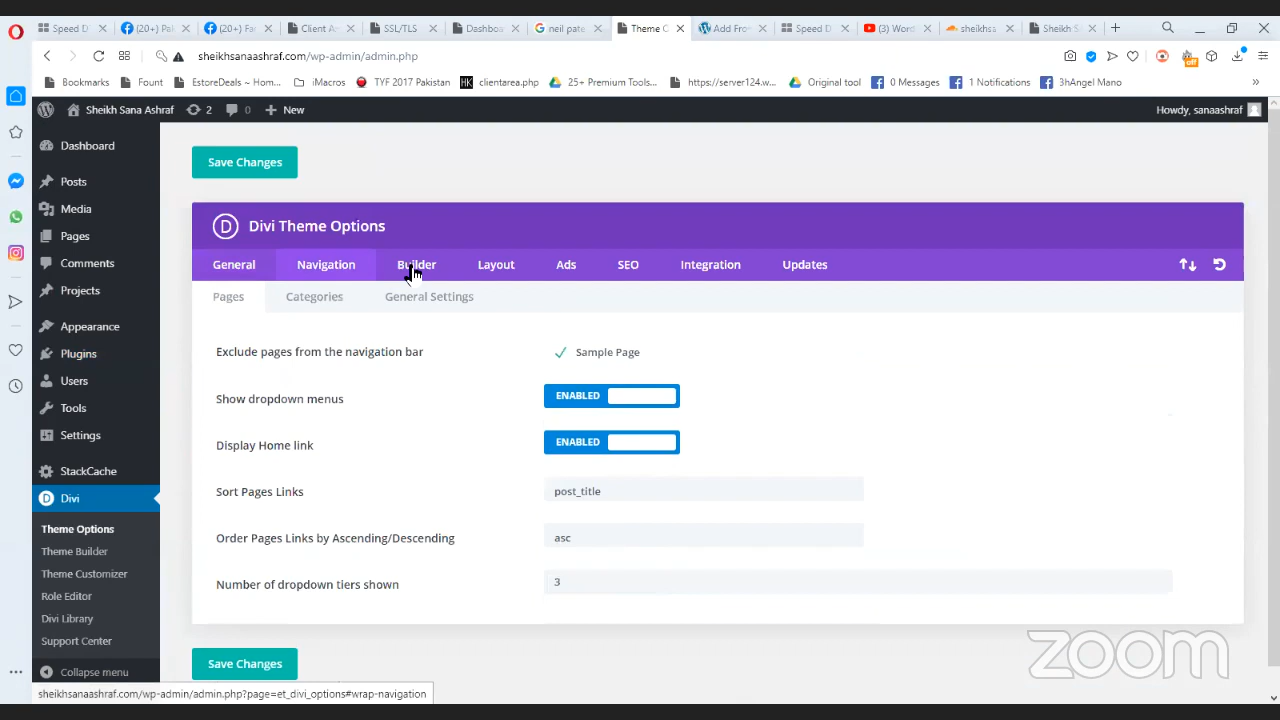 Speed D
(20+) Pak
(20+) Fa
Client A
SSL/TLS
Dashbo
neil pate
Theme O
Add Fro
Speed D
(3) Word
sheikhsa
Sheikh S
sheikhsanaashraf.com/wp-admin/admin.php
off
Bookmarks
Fount
EstoreDeals ~ Hom...
iMacros
TYF 2017 Pakistan
HK
clientarea.php
25+ Premium Tools...
https://server124.w...
Original tool
0 Messages
1 Notifications
3hAngel Mano
»
Sheikh Sana Ashraf
2
0
New
Howdy, sanaashraf
Dashboard
Posts
Media
Pages
Comments
Projects
Appearance
Plugins
Users
Tools
Settings
StackCache
D Divi
Theme Options
Theme Builder
Theme Customizer
Role Editor
Divi Library
Support Center
Collapse menu
Save Changes
D Divi Theme Options
General Navigation Builder Layout Ads SEO Integration Updates
Pages Categories General Settings
Exclude pages from the navigation bar
Sample Page
Show dropdown menus
ENABLED
Display Home link
ENABLED
Sort Pages Links
post_title
Order Pages Links by Ascending/Descending
asc
Number of dropdown tiers shown
3
Save Changes
zoom
sheikhsanaashraf.com/wp-admin/admin.php?page=et_divi_options#wrap-navigation